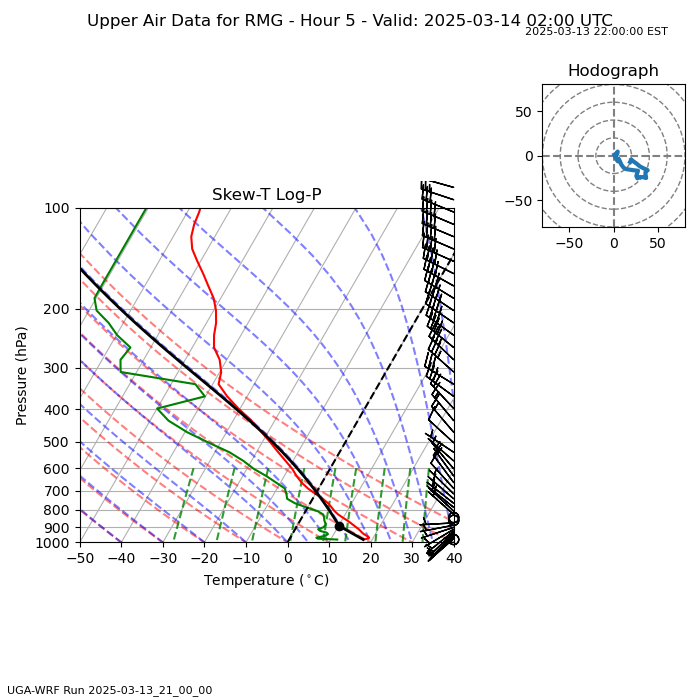 Upper Air Data for RMG - Hour 5 - Valid: 2025-03-14 02:00 UTC
2025-03-13 22:00:00 EST
Hodograph
50
0
−50
−50 0 50
Skew-T Log-P
100
200
300
400
500
600
700
800
900
1000
Pressure (hPa)
−50 −40 −30 −20 −10 0 10 20 30 40
Temperature (°C)
UGA-WRF Run 2025-03-13_21_00_00